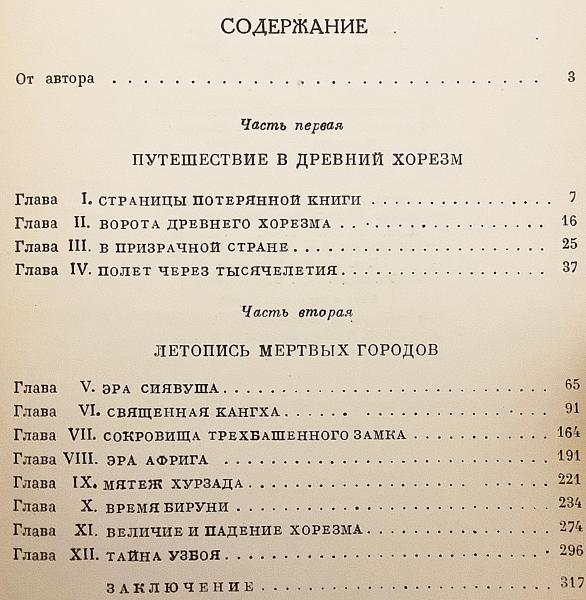 СОДЕРЖАНИЕ
От автора . . . . . . . . . . . . . . . . . . . . . . . . . . . . 3
Часть первая
ПУТЕШЕСТВИЕ В ДРЕВНИЙ ХОРЕЗМ
Глава I. СТРАНИЦЫ ПОТЕРЯННОЙ КНИГИ . . . . . . . . . . . . 7
Глава II. ВОРОТА ДРЕВНЕГО ХОРЕЗМА . . . . . . . . . . . . . . 16
Глава III. В ПРИЗРАЧНОЙ СТРАНЕ . . . . . . . . . . . . . . . . . 25
Глава IV. ПОЛЕТ ЧЕРЕЗ ТЫСЯЧЕЛЕТИЯ . . . . . . . . . . . . . . 37
Часть вторая
ЛЕТОПИСЬ МЕРТВЫХ ГОРОДОВ
Глава V. ЭРА СИЯВУША . . . . . . . . . . . . . . . . . . . . . 65
Глава VI. СВЯЩЕННАЯ КАНГХА . . . . . . . . . . . . . . . . . 91
Глава VII. СОКРОВИЩА ТРЕХБАШЕННОГО ЗАМКА . . . . . . . . . 164
Глава VIII. ЭРА АФРИГА . . . . . . . . . . . . . . . . . . . . . 191
Глава IX. МЯТЕЖ ХУРЗАДА . . . . . . . . . . . . . . . . . . . 221
Глава X. ВРЕМЯ БИРУНИ . . . . . . . . . . . . . . . . . . . . 234
Глава XI. ВЕЛИЧИЕ И ПАДЕНИЕ ХОРЕЗМА . . . . . . . . . . . . 274
Глава XII. ТАЙНА УЗБОЯ . . . . . . . . . . . . . . . . . . . . . 296
ЗАКЛЮЧЕНИЕ . . . . . . . . . . . . . . . . . . . 317